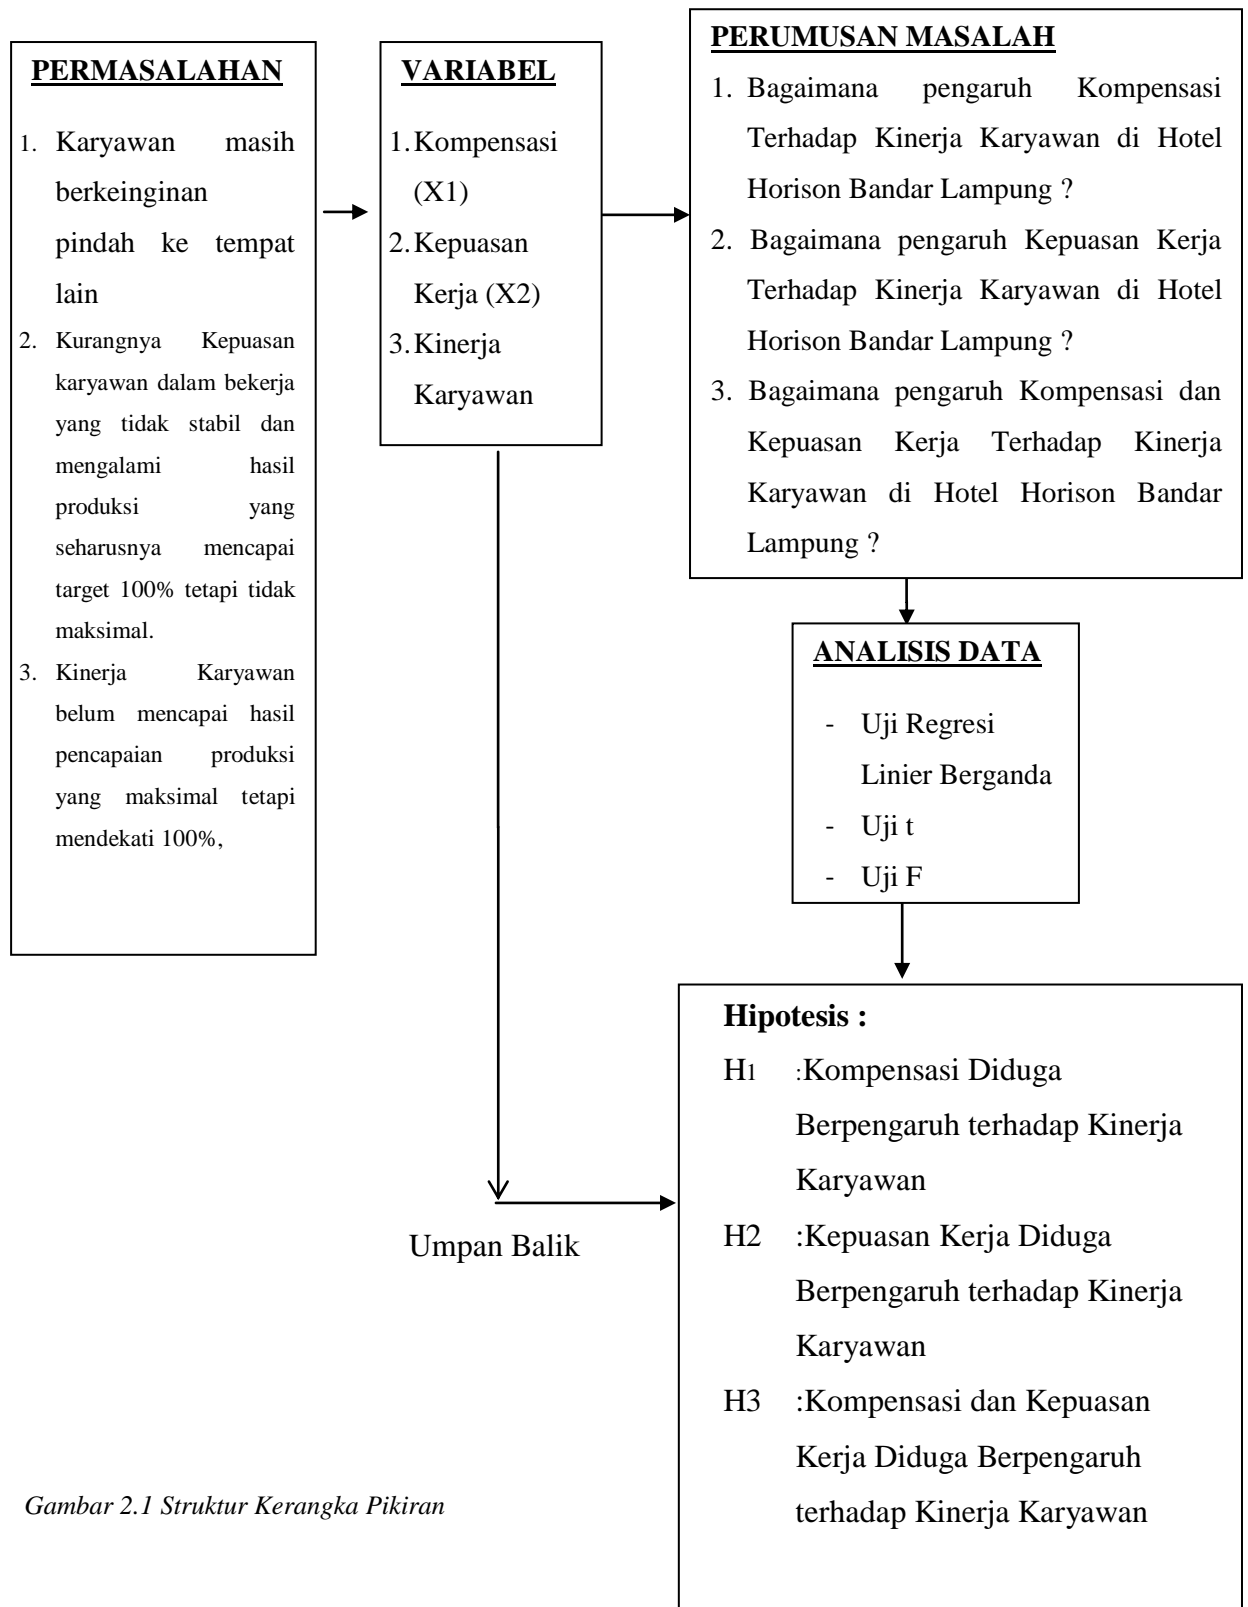 PERMASALAHAN
1. Karyawan masih
berkeinginan
pindah ke tempat
lain
2. Kurangnya Kepuasan
karyawan dalam bekerja
yang tidak stabil dan
mengalami hasil
produksi yang
seharusnya mencapai
target 100% tetapi tidak
maksimal.
3. Kinerja Karyawan
belum mencapai hasil
pencapaian produksi
yang maksimal tetapi
mendekati 100%,
VARIABEL
1. Kompensasi
(X1)
2. Kepuasan
Kerja (X2)
3. Kinerja
Karyawan
PERUMUSAN MASALAH
1. Bagaimana pengaruh Kompensasi
Terhadap Kinerja Karyawan di Hotel
Horison Bandar Lampung ?
2. Bagaimana pengaruh Kepuasan Kerja
Terhadap Kinerja Karyawan di Hotel
Horison Bandar Lampung ?
3. Bagaimana pengaruh Kompensasi dan
Kepuasan Kerja Terhadap Kinerja
Karyawan di Hotel Horison Bandar
Lampung ?
ANALISIS DATA
- Uji Regresi
Linier Berganda
- Uji t
- Uji F
Umpan Balik
Hipotesis :
H1 :Kompensasi Diduga
Berpengaruh terhadap Kinerja
Karyawan
H2 :Kepuasan Kerja Diduga
Berpengaruh terhadap Kinerja
Karyawan
H3 :Kompensasi dan Kepuasan
Kerja Diduga Berpengaruh
terhadap Kinerja Karyawan
Gambar 2.1 Struktur Kerangka Pikiran